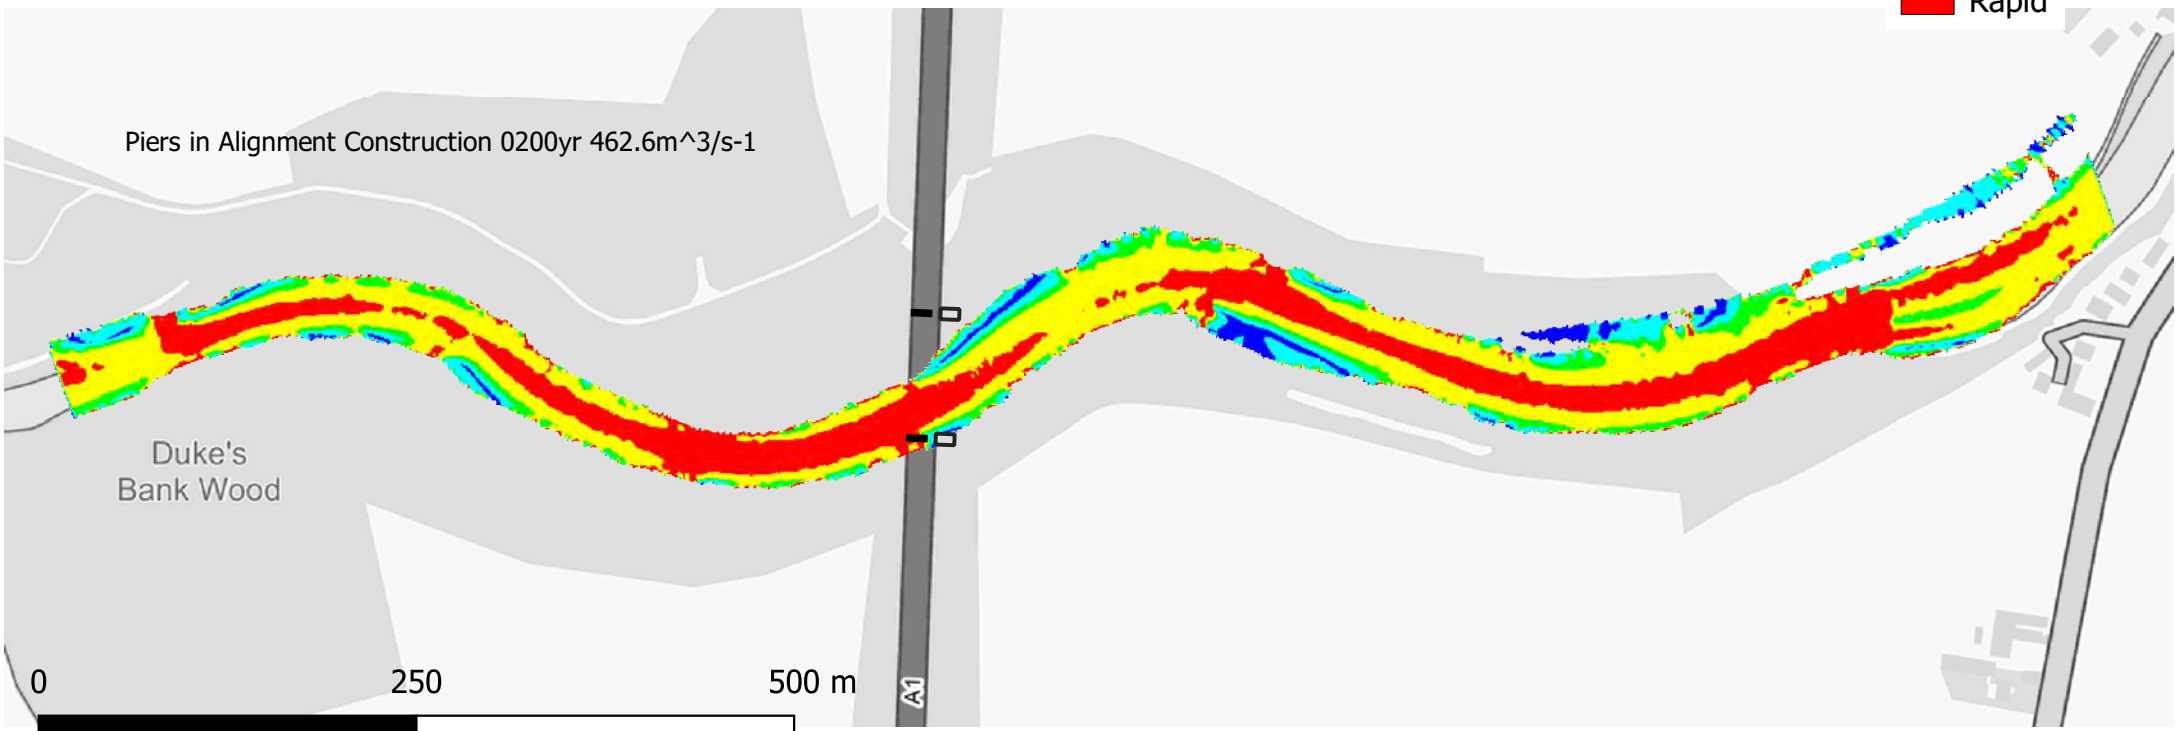 Rapid
Piers in Alignment Construction 0200yr 462.6m^3/s-1
Duke's
Bank Wood
0 250 500 m
A1